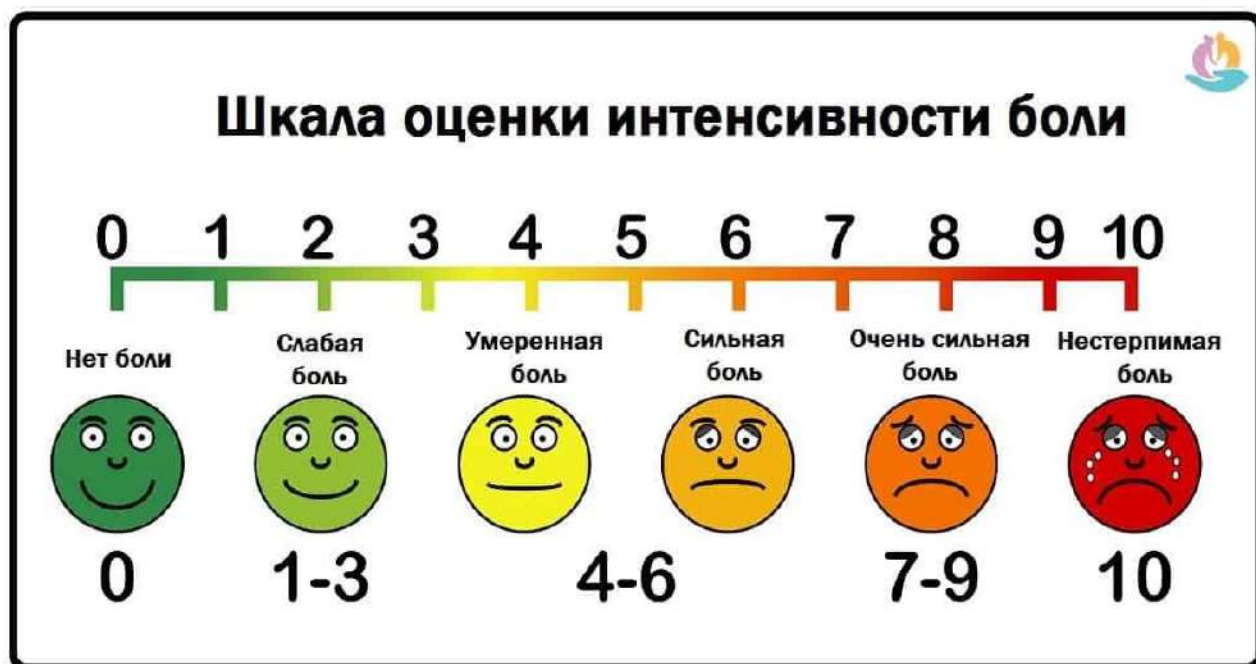 Шкала оценки интенсивности боли
0 1 2 3 4 5 6 7 8 9 10
Нет боли
Слабая
боль
Умеренная
боль
Сильная
боль
Очень сильная
боль
Нестерпимая
боль
0 1-3 4-6 7-9 10